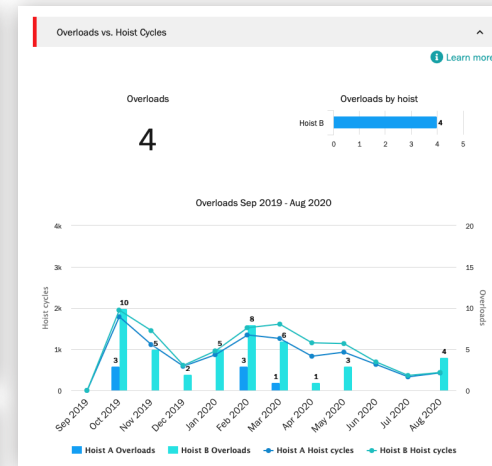 Overloads vs. Hoist Cycles
i Learn more
Overloads Overloads by hoist
4
Hoist B 4
0 1 2 3 4 5
Overloads Sep 2019 - Aug 2020
4k 20
3k 15
2k 10
1k 5
0 0
Hoist cycles
Overloads
3 10 5 2 5 3 8 1 6 1 3 4
Sep 2019 Oct 2019 Nov 2019 Dec 2019 Jan 2020 Feb 2020 Mar 2020 Apr 2020 May 2020 Jun 2020 Jul 2020 Aug 2020
Hoist A Overloads Hoist B Overloads Hoist A Hoist cycles Hoist B Hoist cycles